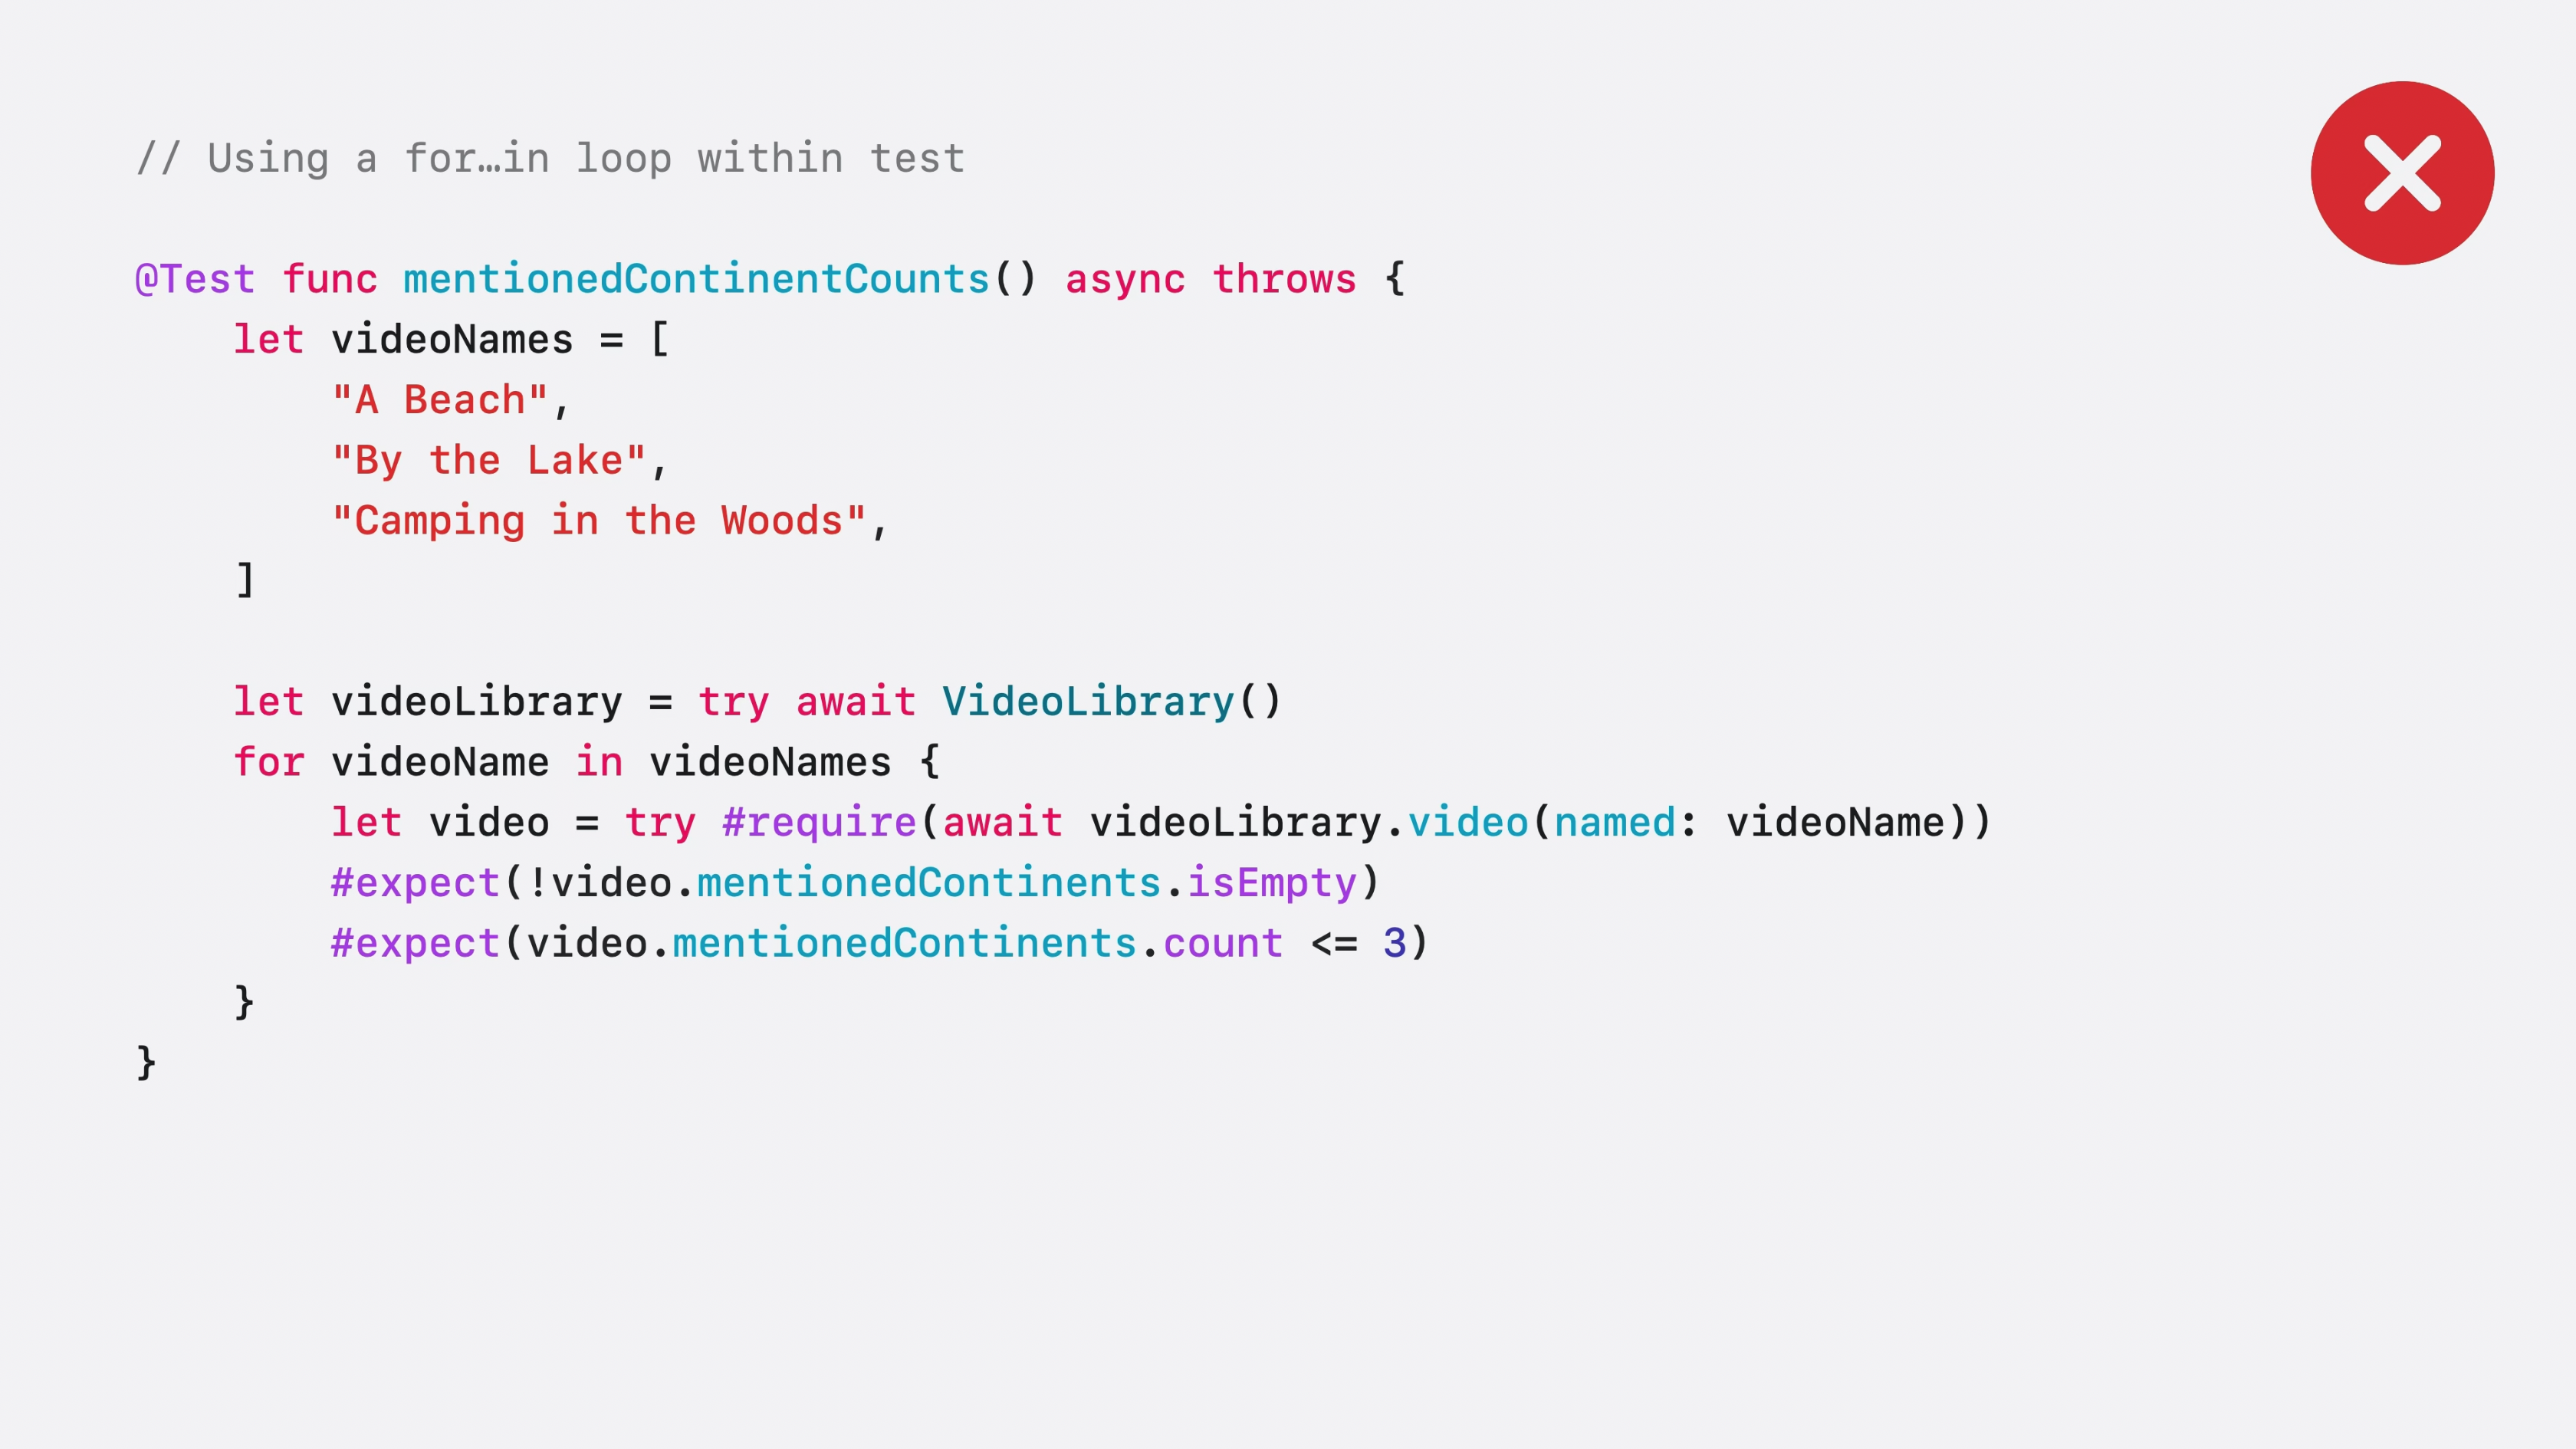 // Using a for…in loop within test
@Test func mentionedContinentCounts() async throws {
let videoNames = [
"A Beach",
"By the Lake",
"Camping in the Woods",
]
let videoLibrary = try await VideoLibrary()
for videoName in videoNames {
let video = try #require(await videoLibrary.video(named: videoName))
#expect(!video.mentionedContinents.isEmpty)
#expect(video.mentionedContinents.count <= 3)
}
}